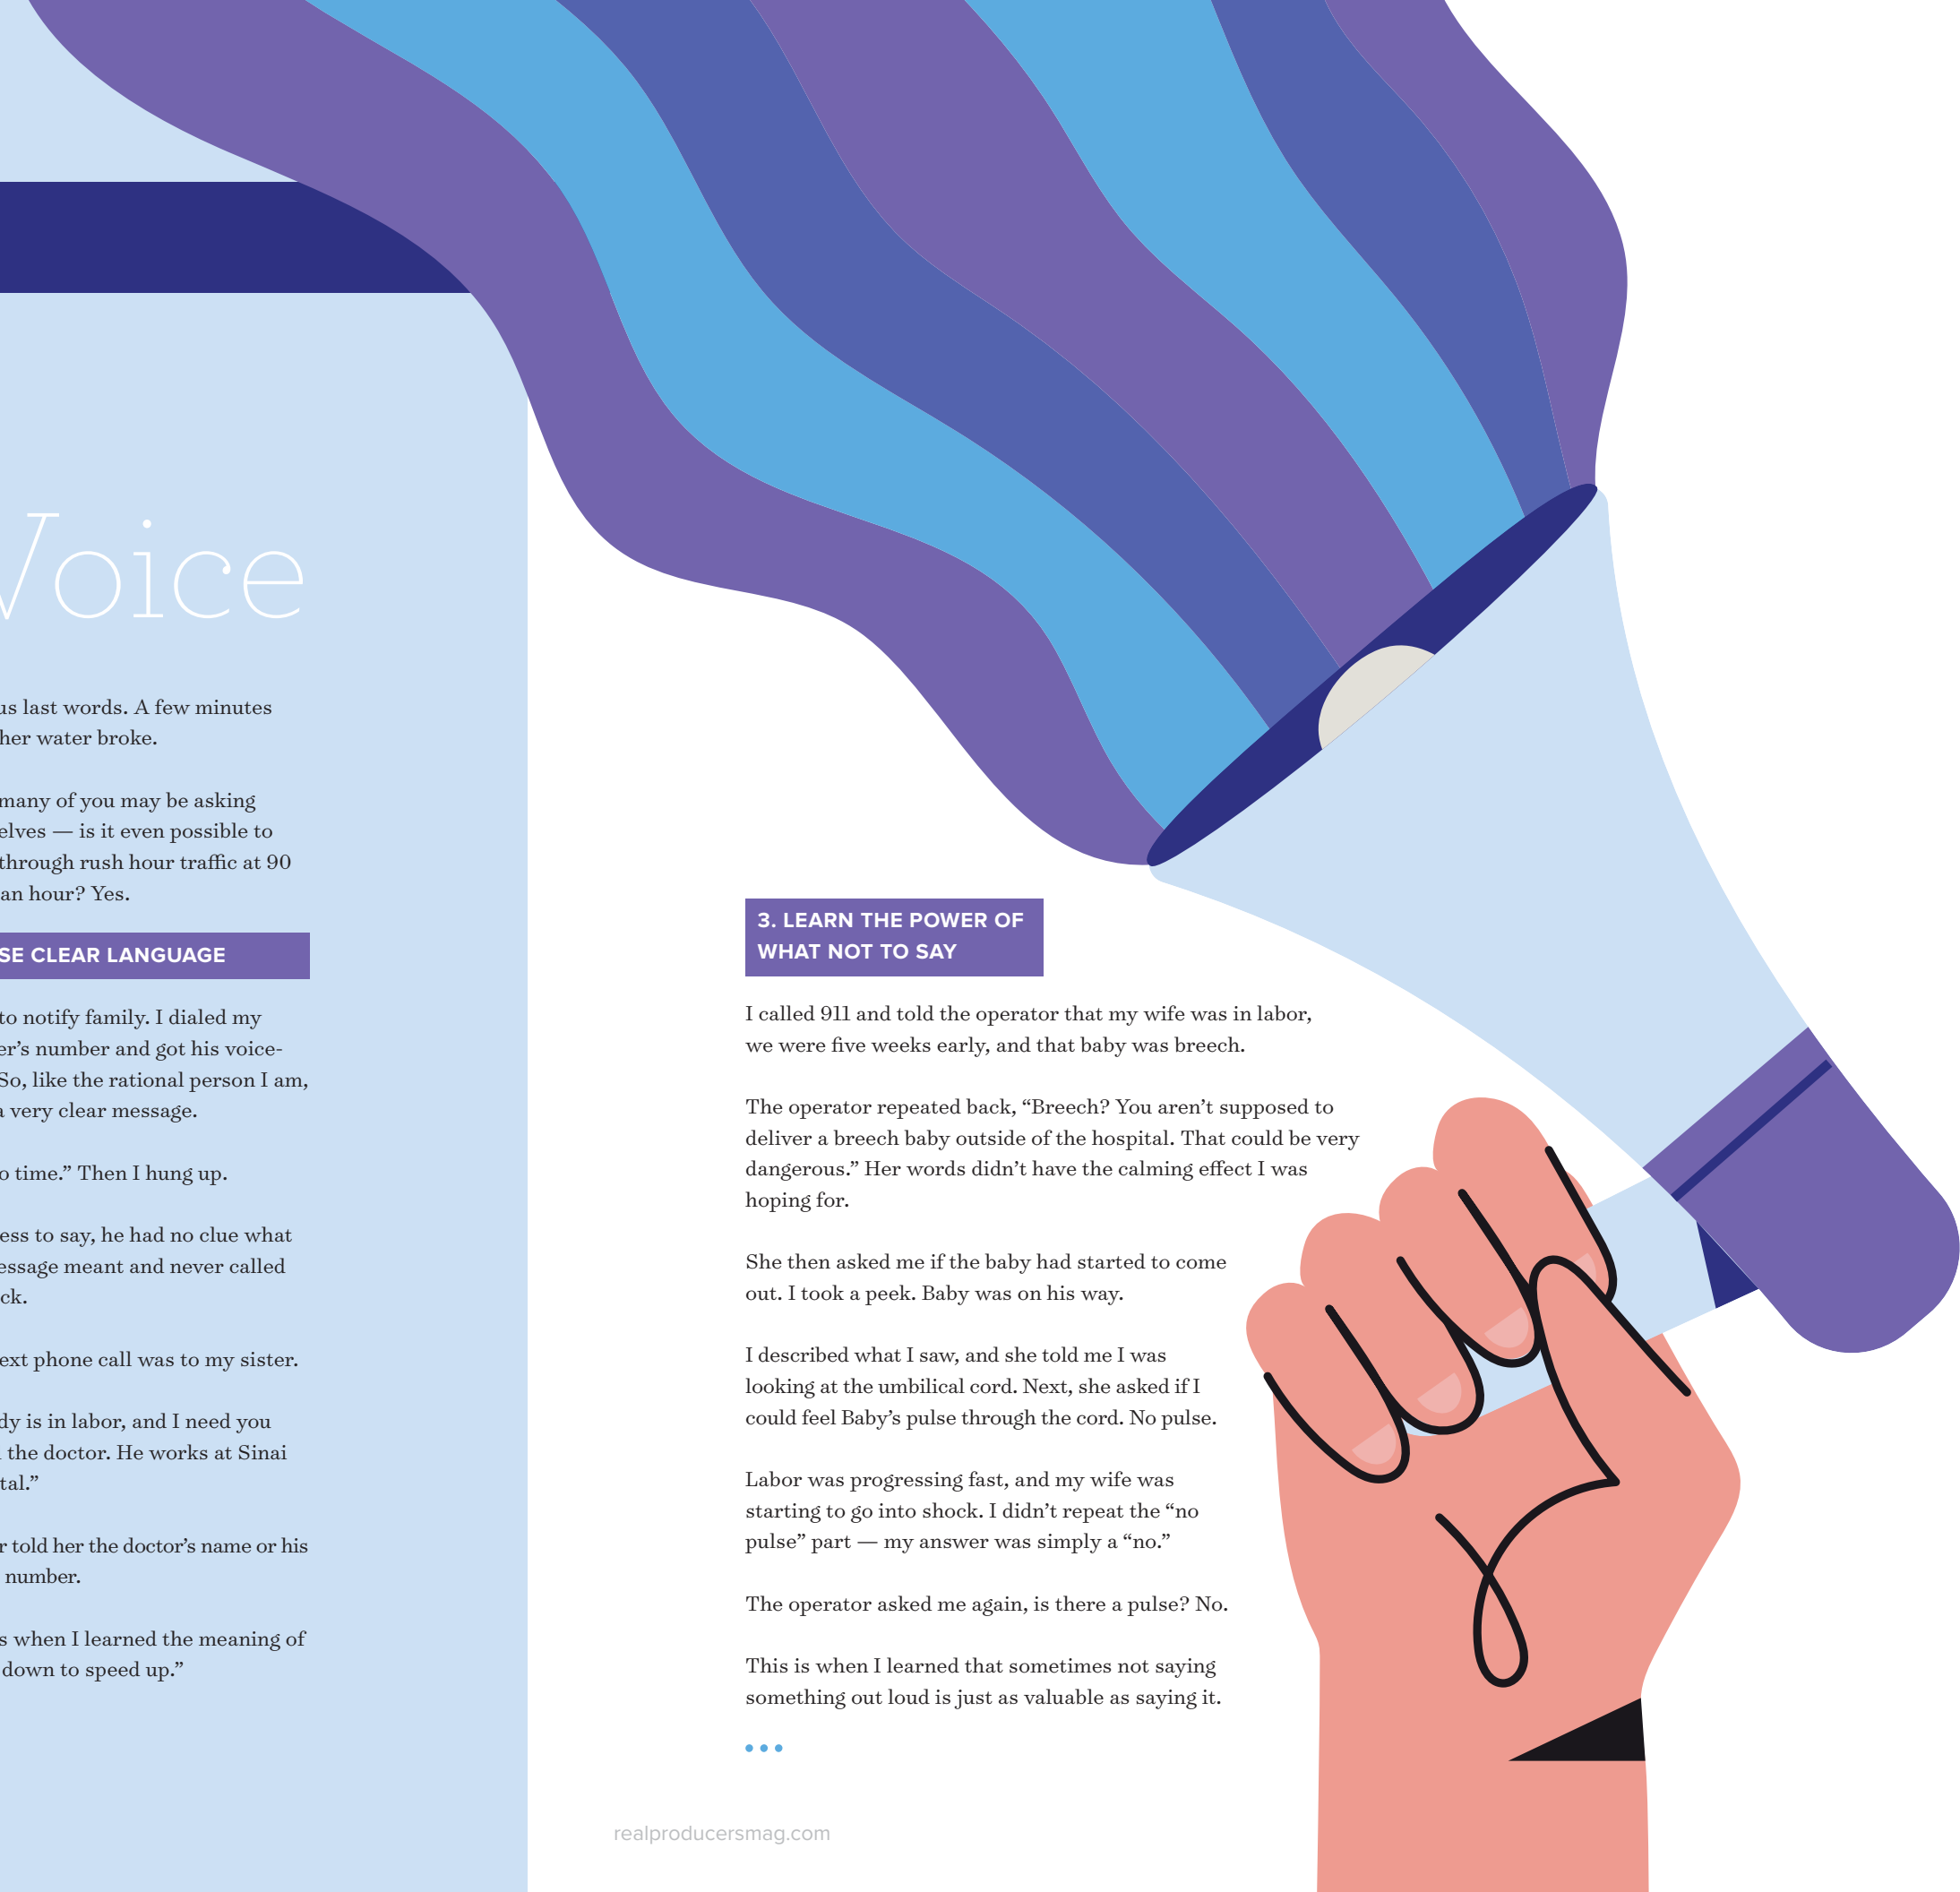 Voice
us last words. A few minutes
her water broke.
many of you may be asking
elves — is it even possible to
through rush hour traffic at 90
an hour? Yes.
SE CLEAR LANGUAGE
to notify family. I dialed my
er’s number and got his voice-
So, like the rational person I am,
a very clear message.
o time.” Then I hung up.
ess to say, he had no clue what
essage meant and never called
ck.
ext phone call was to my sister.
dy is in labor, and I need you
the doctor. He works at Sinai
tal.”
r told her the doctor’s name or his
number.
s when I learned the meaning of
down to speed up.”
3. LEARN THE POWER OF
WHAT NOT TO SAY
I called 911 and told the operator that my wife was in labor,
we were five weeks early, and that baby was breech.
The operator repeated back, “Breech? You aren’t supposed to
deliver a breech baby outside of the hospital. That could be very
dangerous.” Her words didn’t have the calming effect I was
hoping for.
She then asked me if the baby had started to come
out. I took a peek. Baby was on his way.
I described what I saw, and she told me I was
looking at the umbilical cord. Next, she asked if I
could feel Baby’s pulse through the cord. No pulse.
Labor was progressing fast, and my wife was
starting to go into shock. I didn’t repeat the “no
pulse” part — my answer was simply a “no.”
The operator asked me again, is there a pulse? No.
This is when I learned that sometimes not saying
something out loud is just as valuable as saying it.
realproducersmag.com